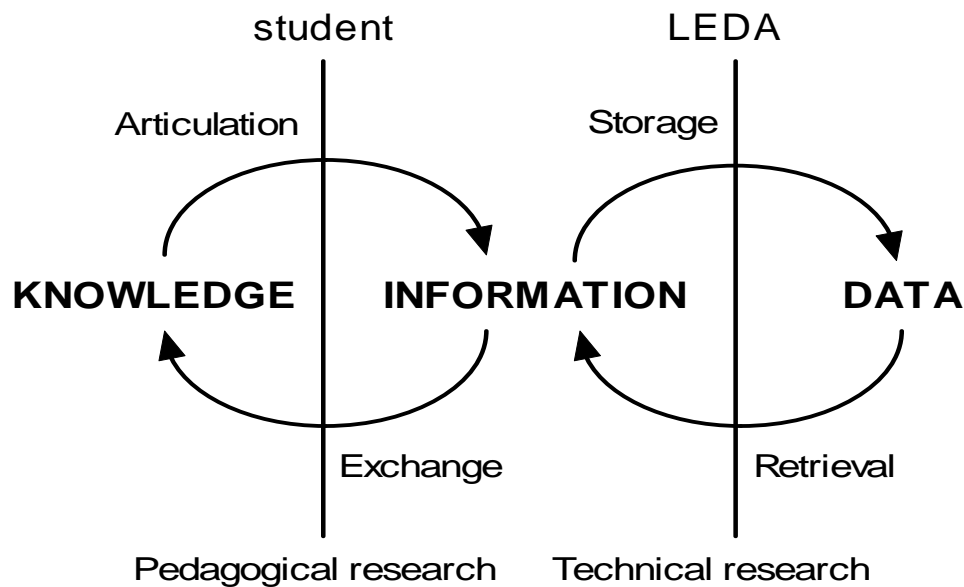 student
LEDA
Articulation
Storage
KNOWLEDGE
INFORMATION
DATA
Exchange
Retrieval
Pedagogical research
Technical research